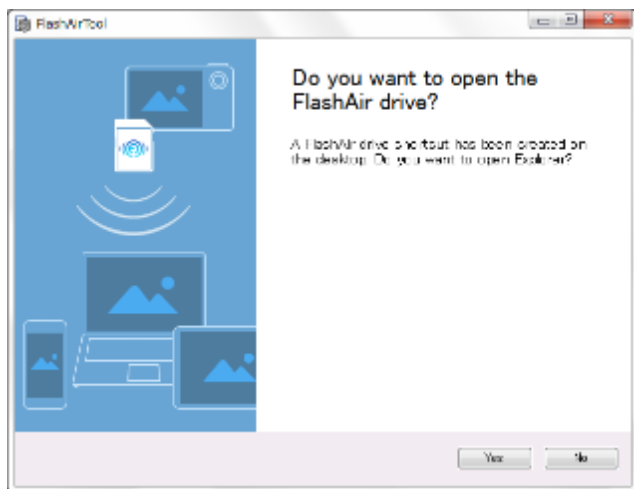 FlashAirTool
Do you want to open the
FlashAir drive?
A FlashAir drive shortcut has been created on
the desktop. Do you want to open Explorer?
Yes
No